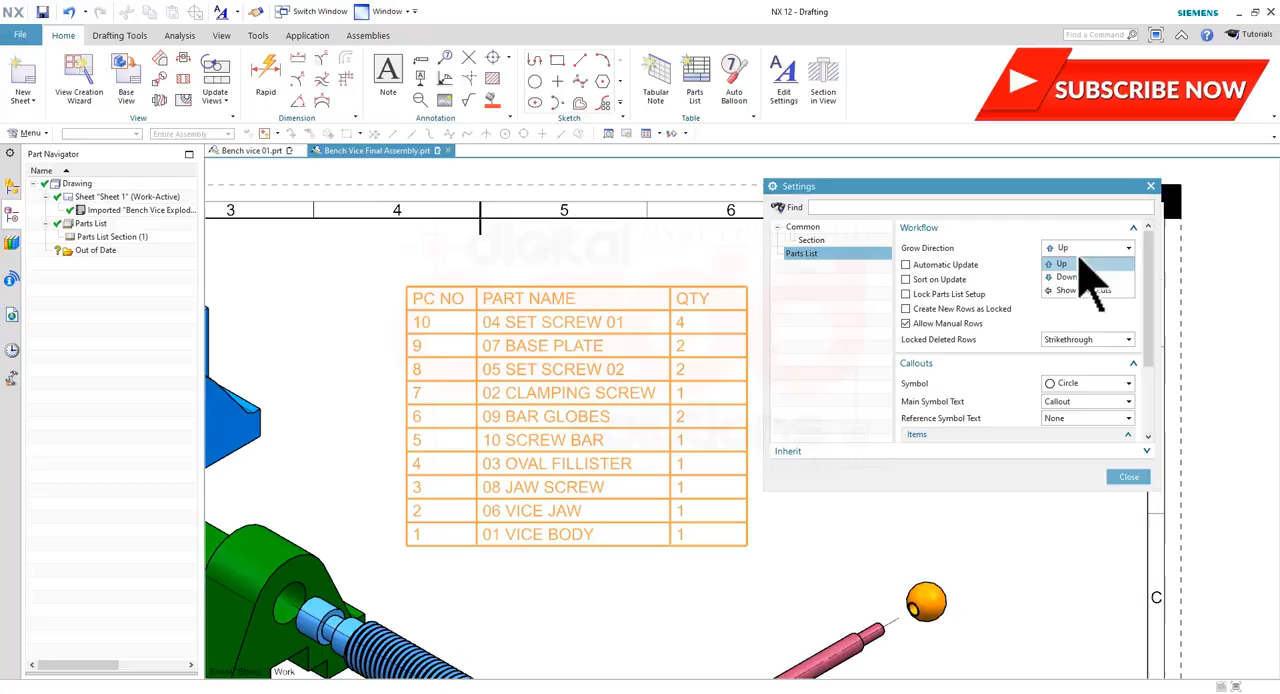 NX
Switch Window
Window
NX 12 - Drafting
SIEMENS
File
Home
Drafting Tools
Analysis
View
Tools
Application
Assemblies
Find a Command
Tutorials
New
Sheet
View Creation
Wizard
Base
View
Update
Views
Rapid
Note
Tabular
Note
Parts
List
Auto
Balloon
Edit
Settings
Section
in View
View
Dimension
Annotation
Sketch
Table
SUBSCRIBE NOW
Menu
Entire Assembly
Part Navigator
Bench vice 01.prt
Bench Vice Final Assembly.prt
Name
Drawing
Sheet "Sheet 1" (Work-Active)
Imported "Bench Vice Explod...
Parts List
Parts List Section (1)
Out of Date
3
4
5
6
digital
PC NO PART NAME QTY
10 04 SET SCREW 01 4
9 07 BASE PLATE 2
8 05 SET SCREW 02 2
7 02 CLAMPING SCREW 1
6 09 BAR GLOBES 2
5 10 SCREW BAR 1
4 03 OVAL FILLISTER 1
3 08 JAW SCREW 1
2 06 VICE JAW 1
1 01 VICE BODY 1
Settings
Find
Common
Section
Parts List
Workflow
Grow Direction
Up
Up
Down
Show
Automatic Update
Sort on Update
Lock Parts List Setup
Create New Rows as Locked
Allow Manual Rows
Locked Deleted Rows
Strikethrough
Callouts
Symbol
Circle
Main Symbol Text
Callout
Reference Symbol Text
None
Items
Inherit
Close
C
Work